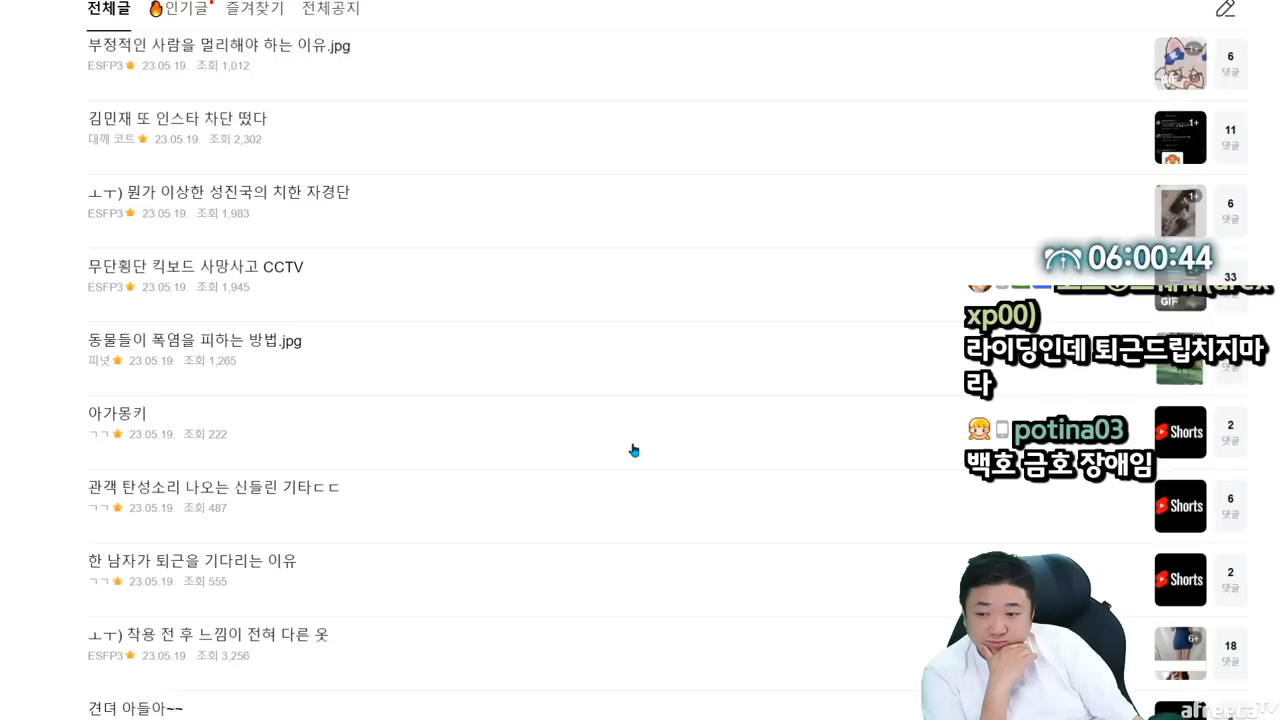 전체글 인기글 즐겨찾기 전체공지
부정적인 사람을 멀리해야 하는 이유.jpg
ESFP3 23.05.19. 조회 1,012
1+
GIF
6
댓글
김민재 또 인스타 차단 떴다
대깨 코트 23.05.19. 조회 2,302
1+
11
댓글
ㅗㅜ) 뭔가 이상한 성진국의 치한 자경단
ESFP3 23.05.19. 조회 1,983
1+
6
댓글
06:00:44
무단횡단 킥보드 사망사고 CCTV
ESFP3 23.05.19. 조회 1,945
GIF
33
xp00)
라이딩인데 퇴근드립치지마
라
동물들이 폭염을 피하는 방법.jpg
피넛 23.05.19. 조회 1,265
댓글
아가몽키
ㄱㄱ 23.05.19. 조회 222
Shorts
2
댓글
potina03
백호 금호 장애임
관객 탄성소리 나오는 신들린 기타ㄷㄷ
ㄱㄱ 23.05.19. 조회 487
Shorts
6
댓글
한 남자가 퇴근을 기다리는 이유
ㄱㄱ 23.05.19. 조회 555
Shorts
2
댓글
ㅗㅜ) 착용 전 후 느낌이 전혀 다른 옷
ESFP3 23.05.19. 조회 3,256
6+
18
댓글
견뎌 아들아~~
afreecaTV